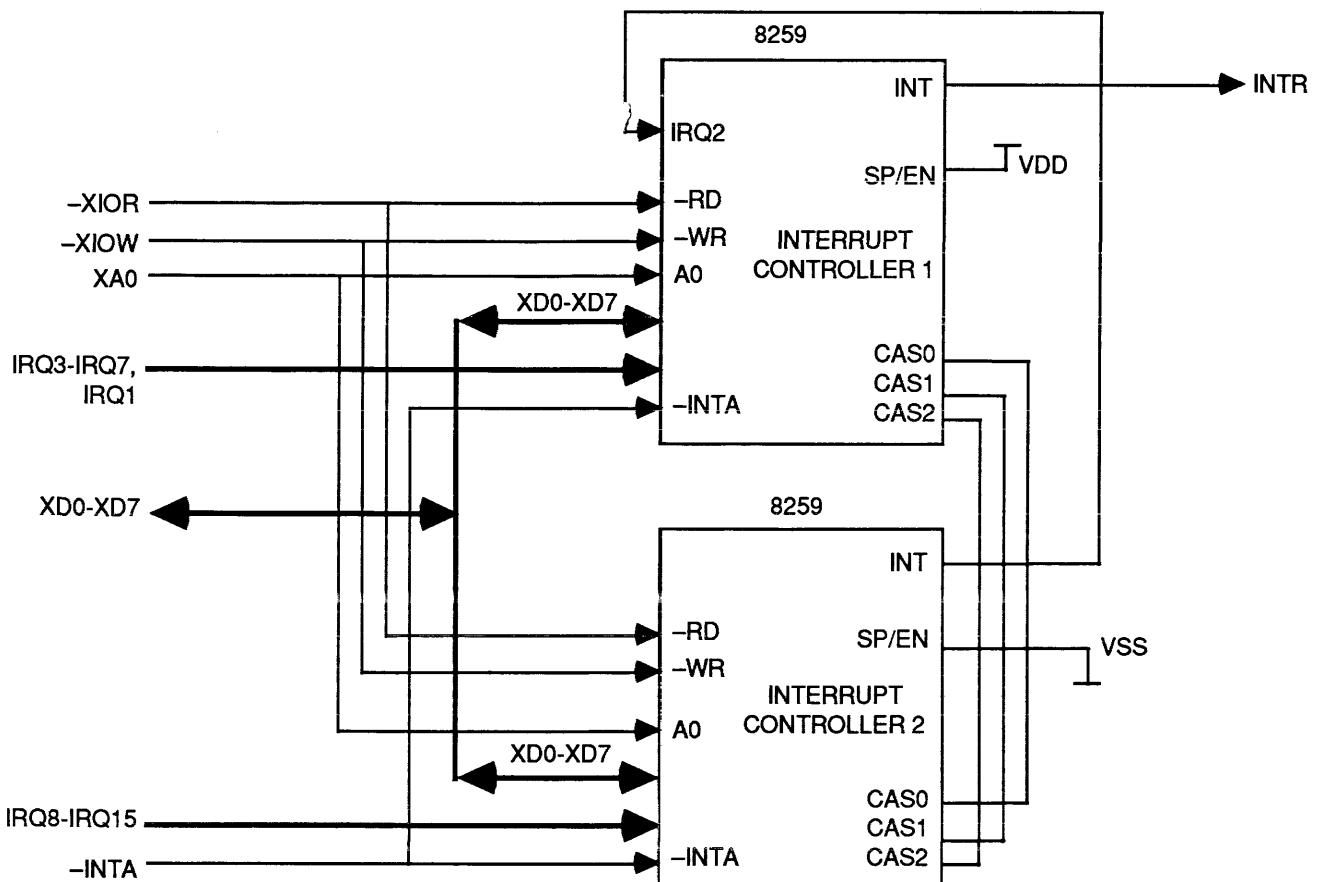 8259
INT
INTR
IRQ2
SP/EN
VDD
–XIOR
–RD
–XIOW
–WR
INTERRUPT
CONTROLLER 1
XA0
A0
XD0-XD7
IRQ3-IRQ7,
IRQ1
CAS0
CAS1
CAS2
–INTA
XD0-XD7
8259
INT
–RD
SP/EN
VSS
–WR
INTERRUPT
CONTROLLER 2
A0
XD0-XD7
IRQ8-IRQ15
CAS0
CAS1
CAS2
–INTA
–INTA